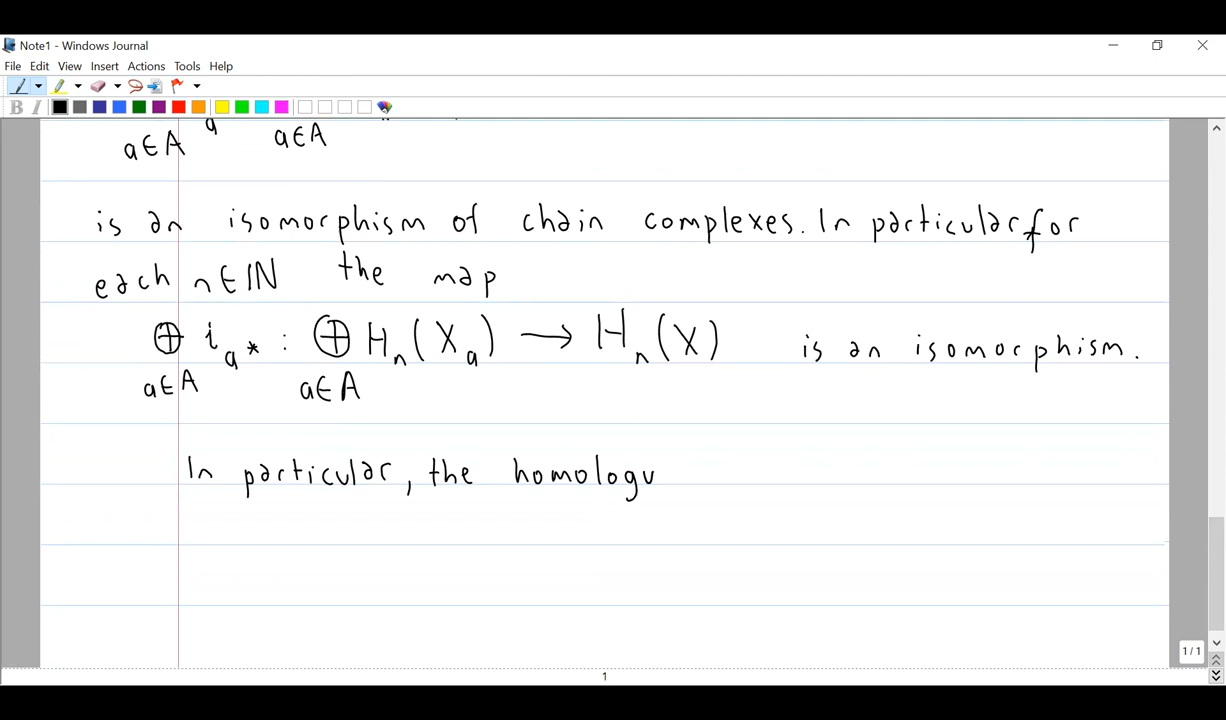 Note1 - Windows Journal
File Edit View Insert Actions Tools Help
B I
a∈A a a∈A
is an isomorphism of chain complexes. In particular for
each n∈ℕ the map
⊕ i_a* : ⊕ H_n(X_a) → H_n(X) is an isomorphism.
a∈A a∈A
In particular, the homology
1 / 1
1